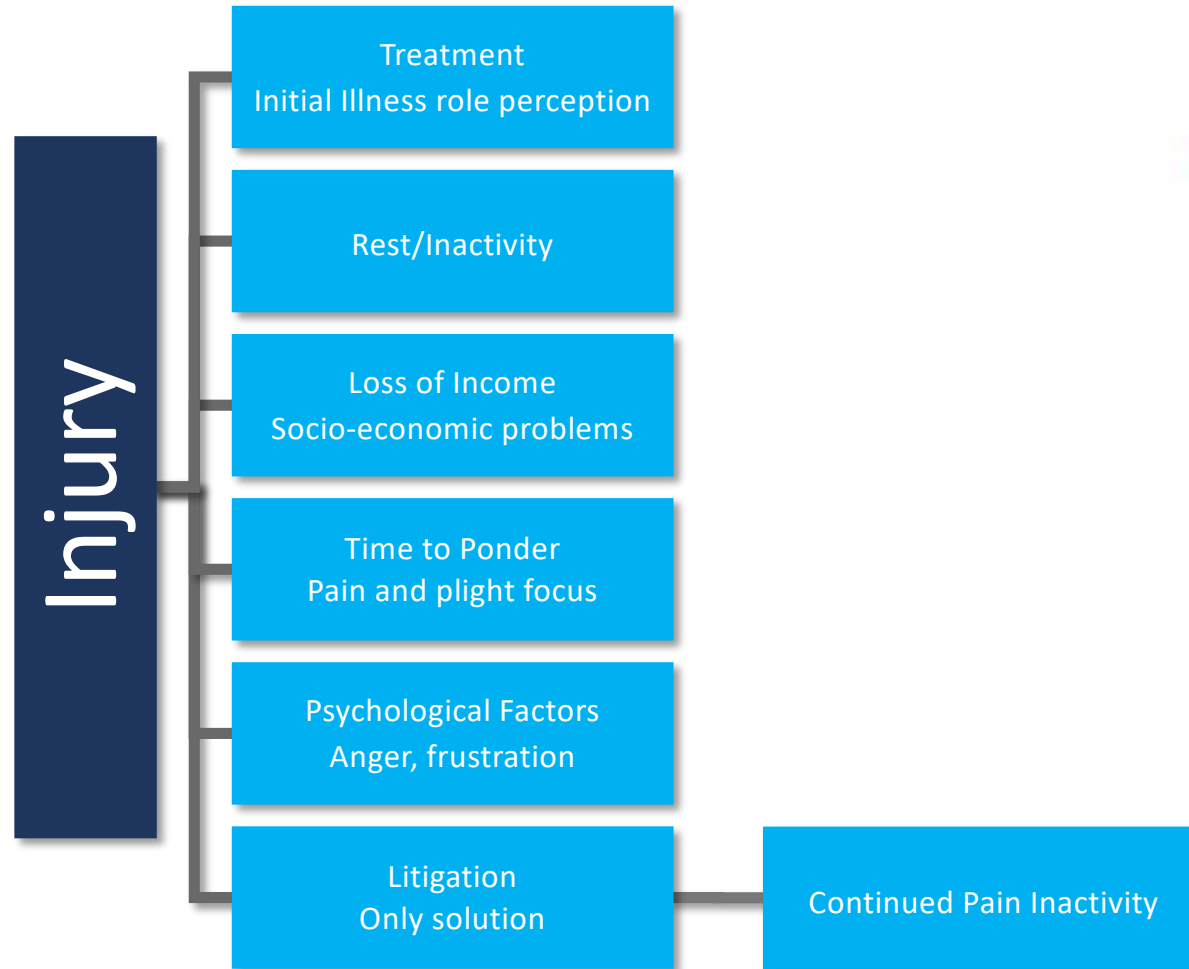 Injury
Treatment
Initial Illness role perception
Rest/Inactivity
Loss of Income
Socio-economic problems
Time to Ponder
Pain and plight focus
Psychological Factors
Anger, frustration
Litigation
Only solution
Continued Pain Inactivity